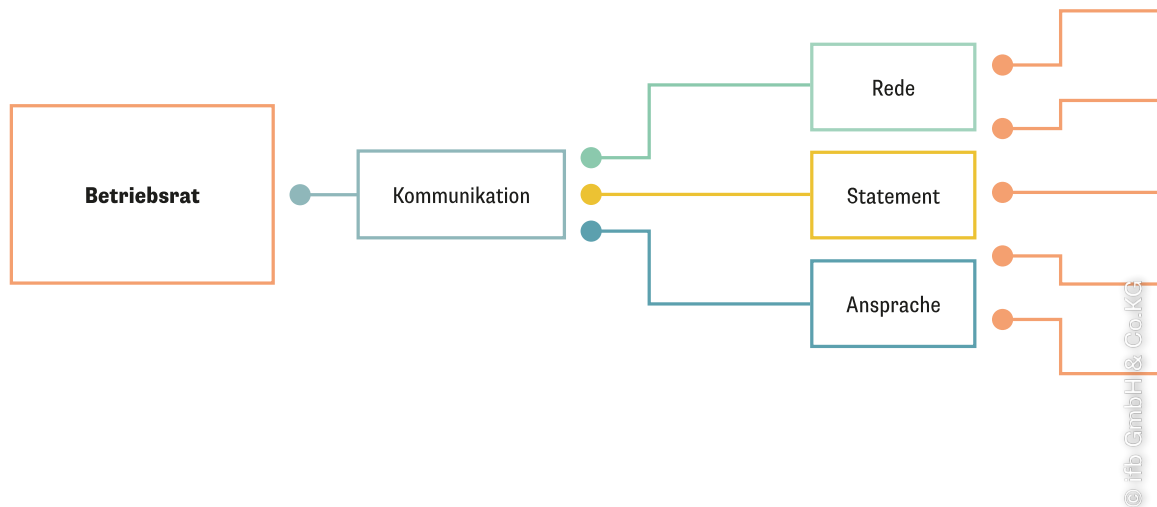 Betriebsrat
Kommunikation
Rede
Statement
Ansprache
© ifb GmbH & Co.KG